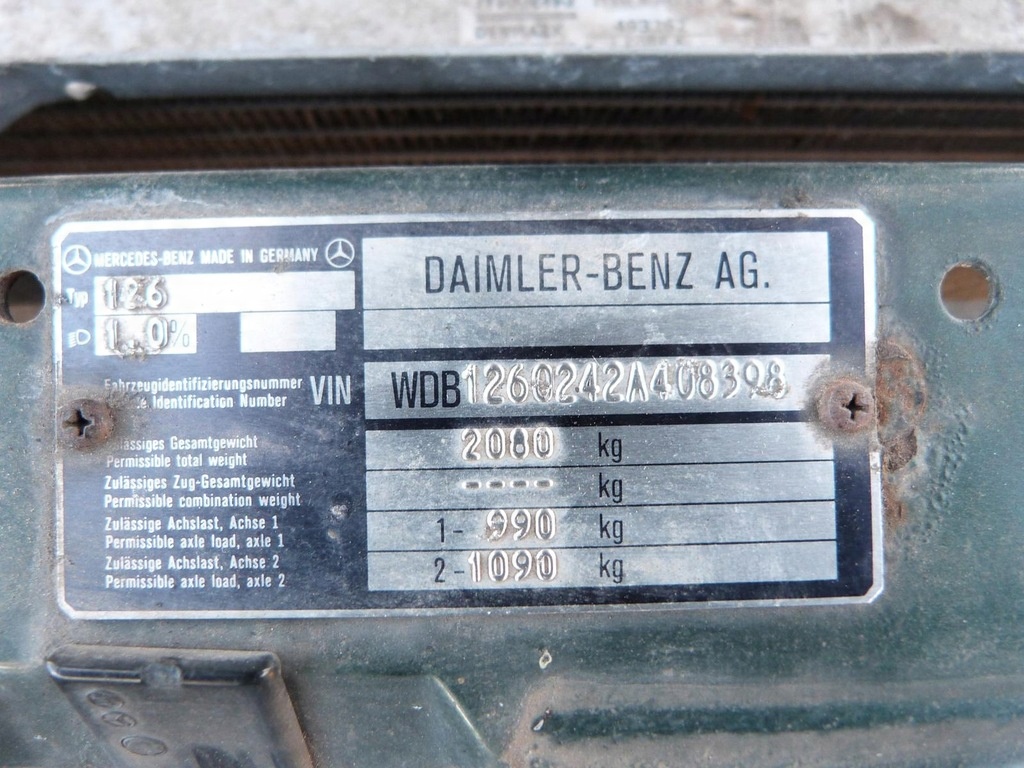 MERCEDES-BENZ MADE IN GERMANY
DAIMLER-BENZ AG.
Typ 126
1.0%
Fahrzeugidentifizierungsnummer
Identification Number
VIN WDB1260242A408398
Zulässiges Gesamtgewicht
Permissible total weight
2080 kg
Zulässiges Zug-Gesamtgewicht
Permissible combination weight
---- kg
Zulässige Achslast, Achse 1
Permissible axle load, axle 1
1- 990 kg
Zulässige Achslast, Achse 2
Permissible axle load, axle 2
2-1090 kg